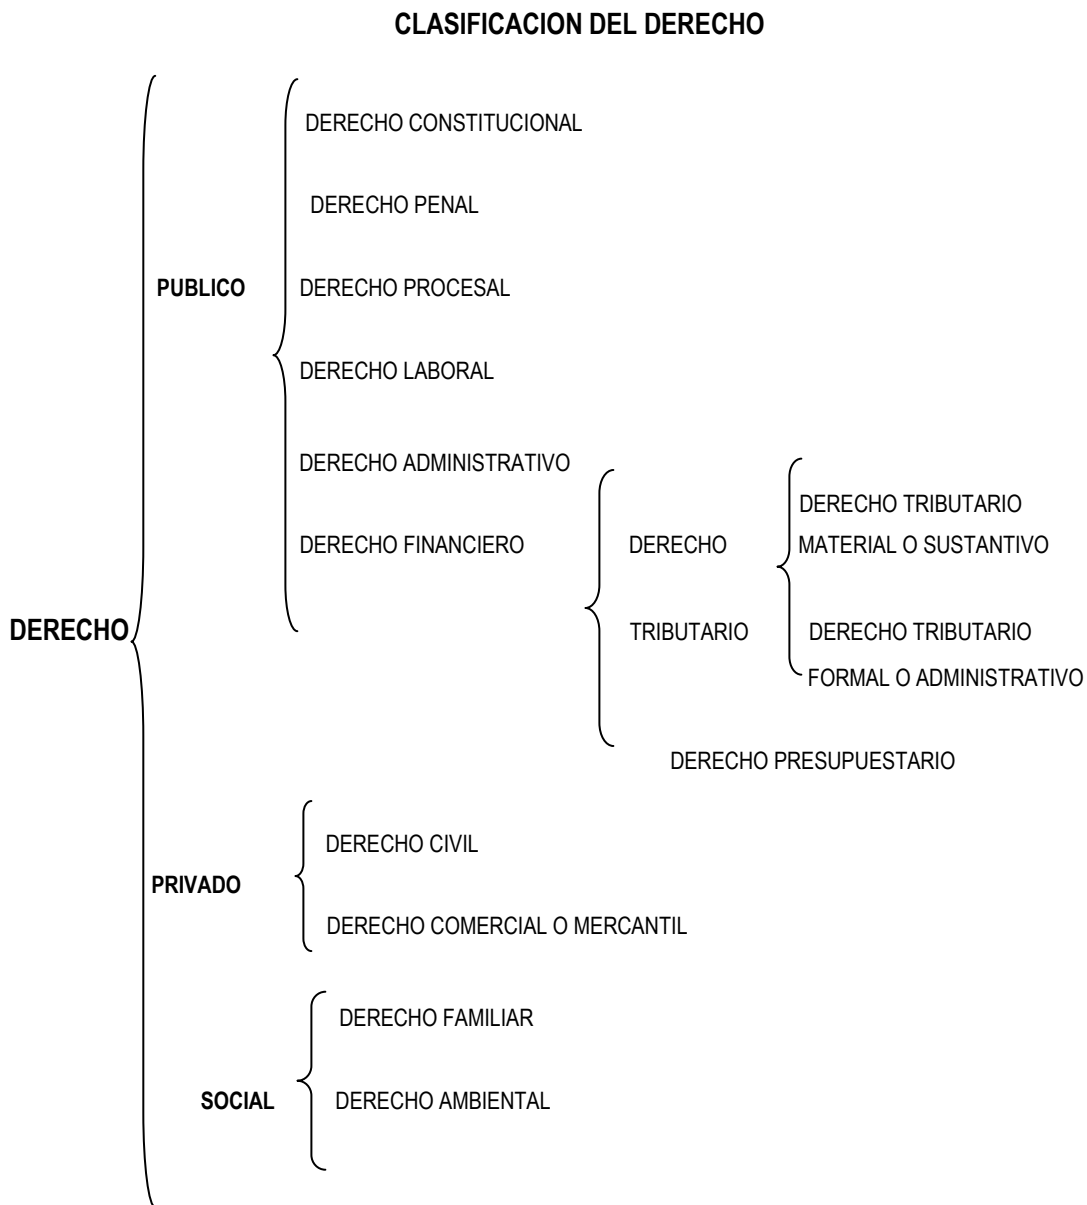 CLASIFICACION DEL DERECHO
DERECHO CONSTITUCIONAL
DERECHO PENAL
PUBLICO
DERECHO PROCESAL
DERECHO LABORAL
DERECHO ADMINISTRATIVO
DERECHO FINANCIERO
DERECHO
TRIBUTARIO
DERECHO TRIBUTARIO
MATERIAL O SUSTANTIVO
DERECHO TRIBUTARIO
FORMAL O ADMINISTRATIVO
DERECHO PRESUPUESTARIO
DERECHO
PRIVADO
DERECHO CIVIL
DERECHO COMERCIAL O MERCANTIL
SOCIAL
DERECHO FAMILIAR
DERECHO AMBIENTAL